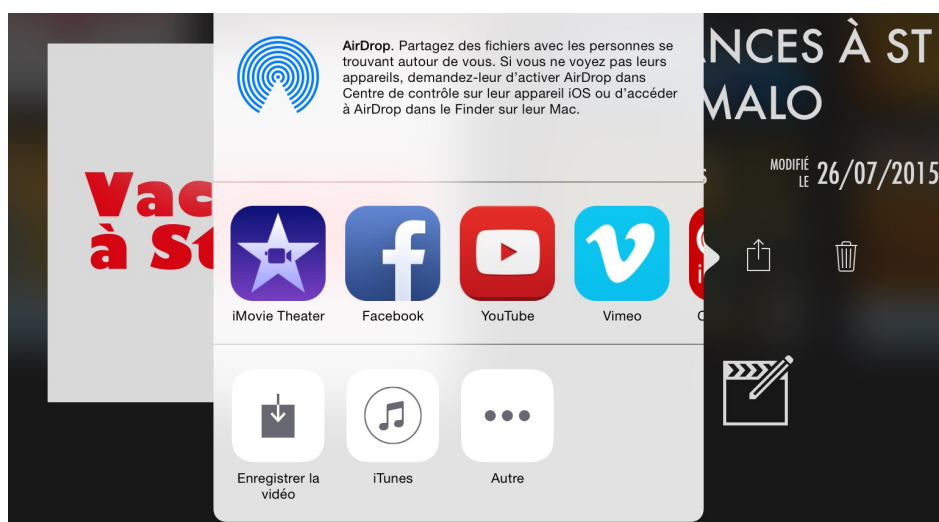 Vac
à St
AirDrop. Partagez des fichiers avec les personnes se
trouvant autour de vous. Si vous ne voyez pas leurs
appareils, demandez-leur d'activer AirDrop dans
Centre de contrôle sur leur appareil iOS ou d'accéder
à AirDrop dans le Finder sur leur Mac.
NCES À ST
MALO
s
MODIFIÉ
LE 26/07/2015
iMovie Theater
Facebook
YouTube
Vimeo
Enregistrer la
vidéo
iTunes
Autre